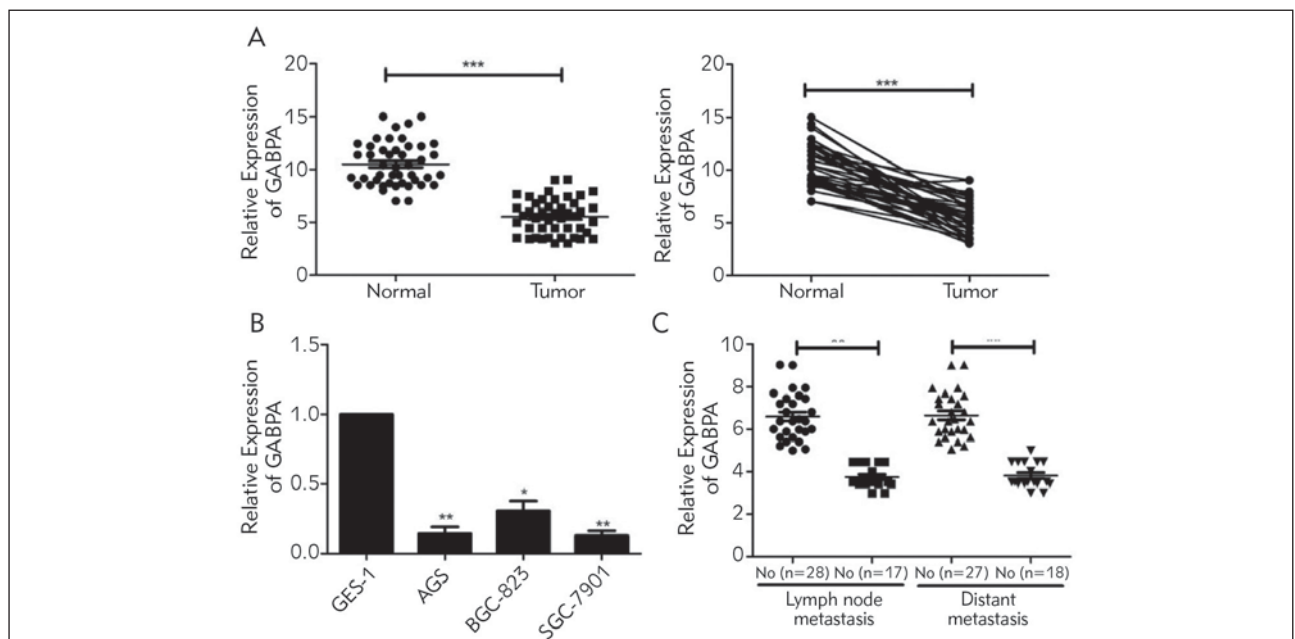 A
Relative Expression
of GABPA
20
15
10
5
0
***
Normal Tumor
Relative Expression
of GABPA
20
15
10
5
0
***
Normal Tumor
B
Relative Expression
of GABPA
1.5
1.0
0.5
0.0
**
*
**
GES-1
AGS
BGC-823
SGC-7901
C
Relative Expression
of GABPA
10
8
6
4
2
0
No (n=28) No (n=17) No (n=27) No (n=18)
Lymph node
metastasis
Distant
metastasis